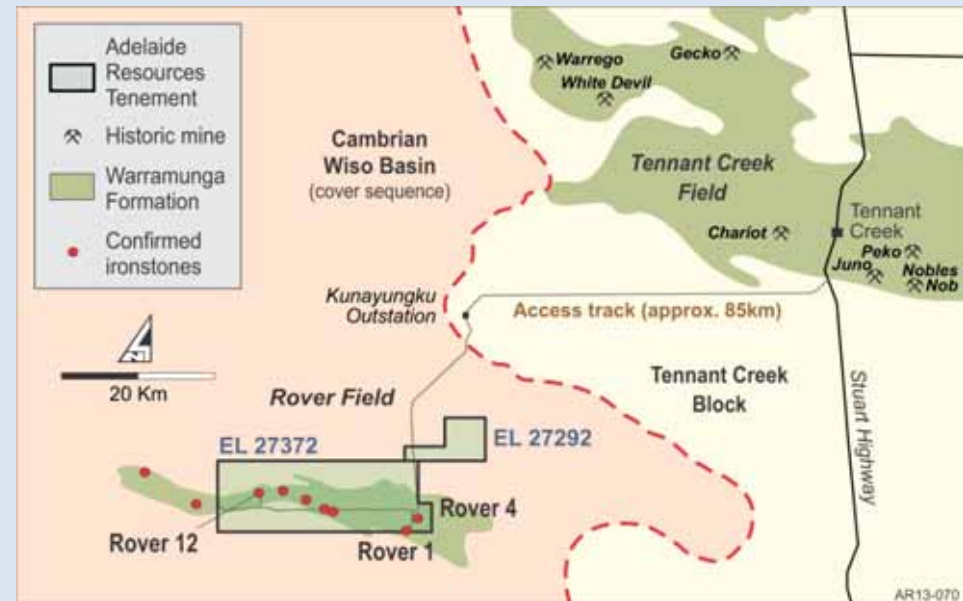 Adelaide
Resources
Tenement
Historic mine
Warramunga
Formation
Confirmed
ironstones
N
20 Km
Cambrian
Wiso Basin
(cover sequence)
Warrego
Gecko
White Devil
Tennant Creek
Field
Chariot
Tennant
Creek
Peko
Juno
Nobles
Nob
Kunayungku
Outstation
Access track (approx. 85km)
Tennant Creek
Block
Stuart Highway
Rover Field
EL 27372
EL 27292
Rover 4
Rover 12
Rover 1
AR13-070